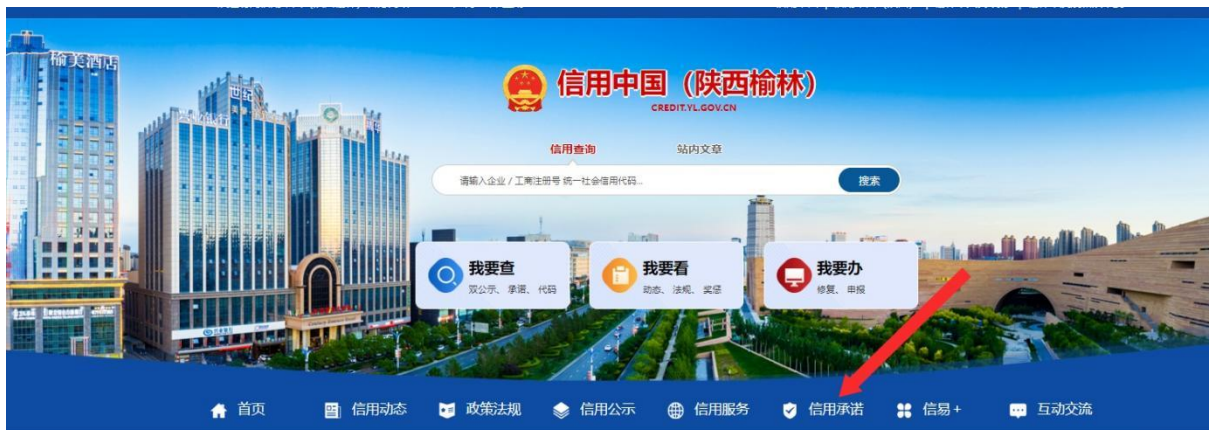 榆美酒店
世纪
信用中国（陕西榆林）
CREDIT.YL.GOV.CN
信用查询
站内文章
请输入企业 / 工商注册号 统一社会信用代码...
搜索
我要查
双公示、承诺、代码
我要看
动态、法规、奖惩
我要办
修复、申报
首页
信用动态
政策法规
信用公示
信用服务
信用承诺
信易+
互动交流